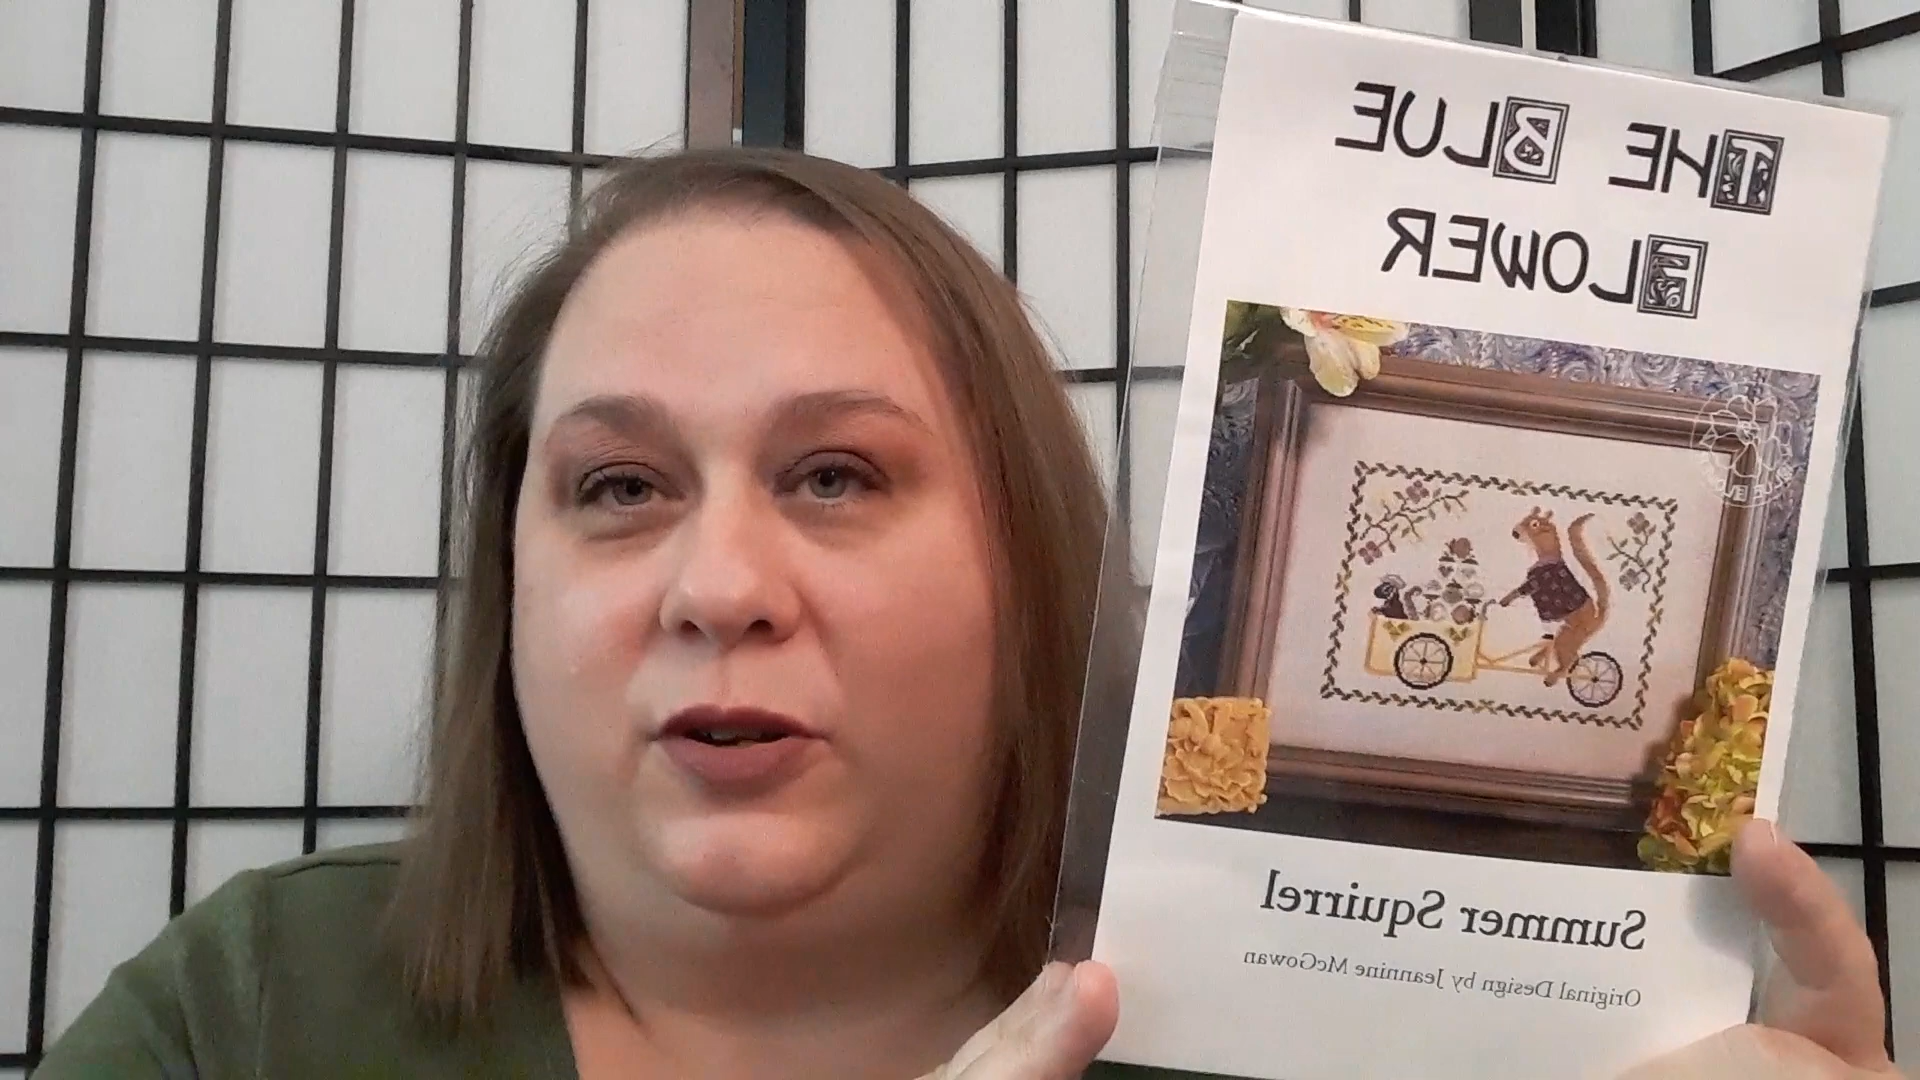 THE BLUE
FLOWER
Summer Squirrel
Original Design by Jeannine McGowan